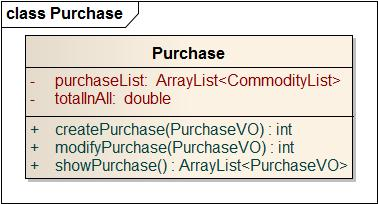 class Purchase
Purchase
- purchaseList: ArrayList<CommodityList>
- totalInAll: double
+ createPurchase(PurchaseVO) : int
+ modifyPurchase(PurchaseVO) : int
+ showPurchase() : ArrayList<PurchaseVO>